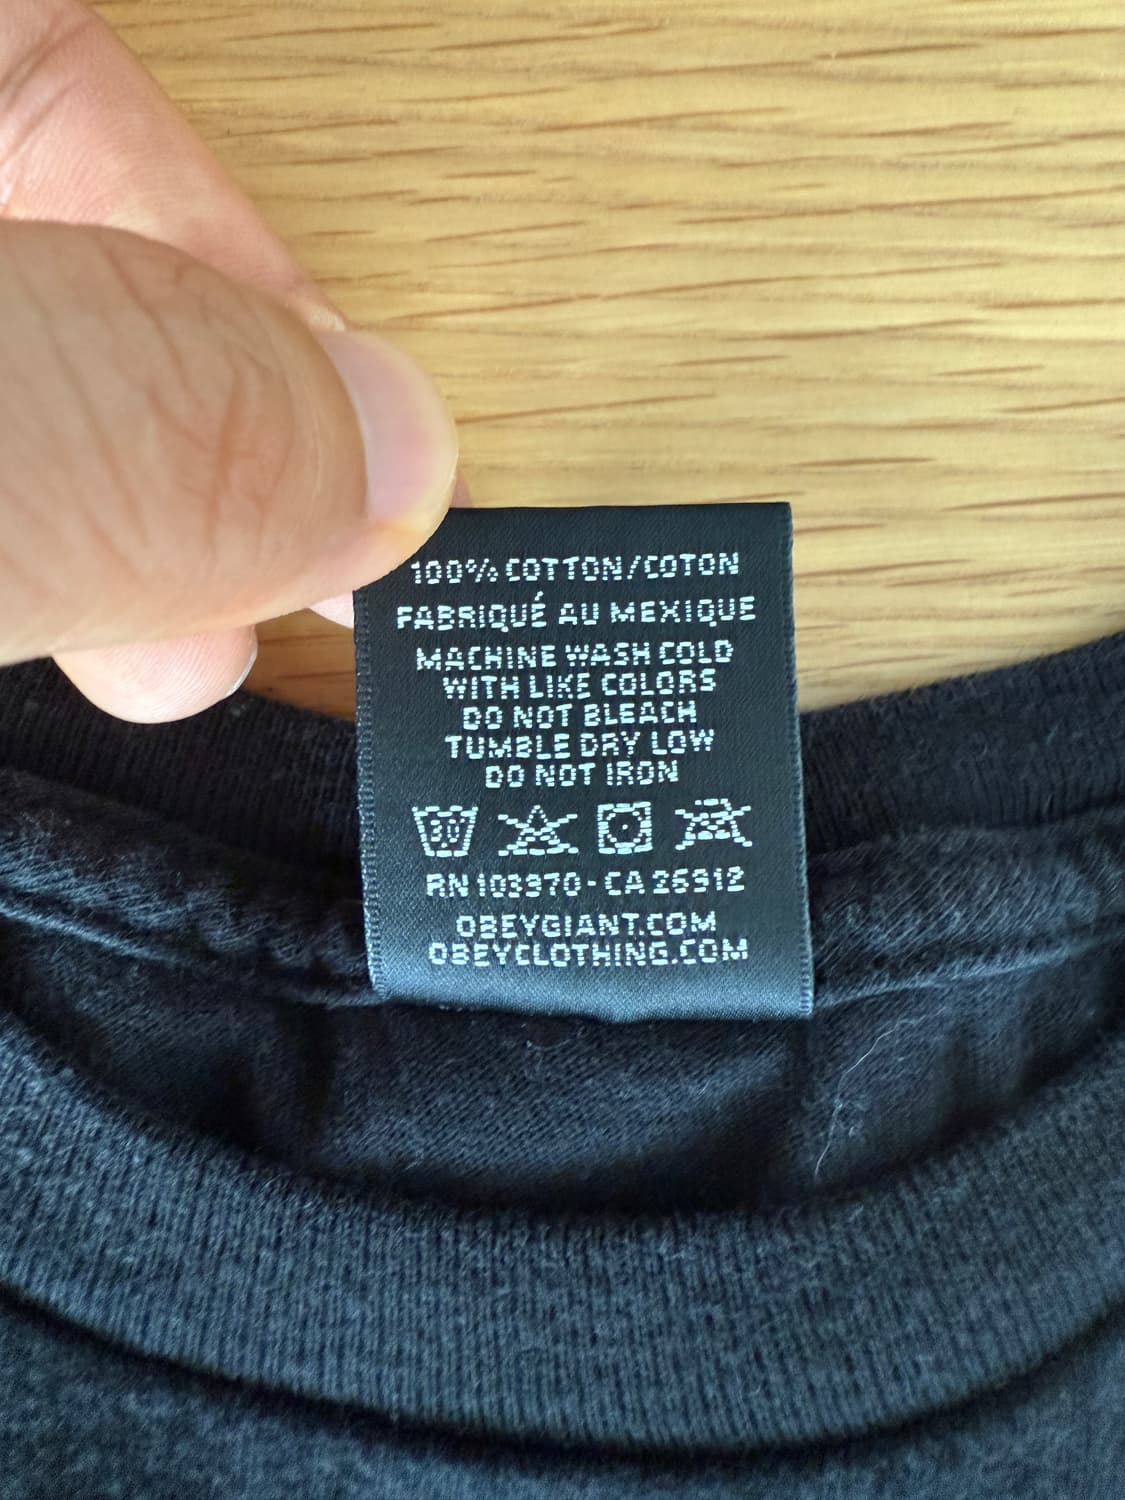 100% COTTON/COTON
FABRIQUÉ AU MEXIQUE
MACHINE WASH COLD
WITH LIKE COLORS
DO NOT BLEACH
TUMBLE DRY LOW
DO NOT IRON
30
RN 103970 - CA 26912
OBEYGIANT.COM
OBEYCLOTHING.COM